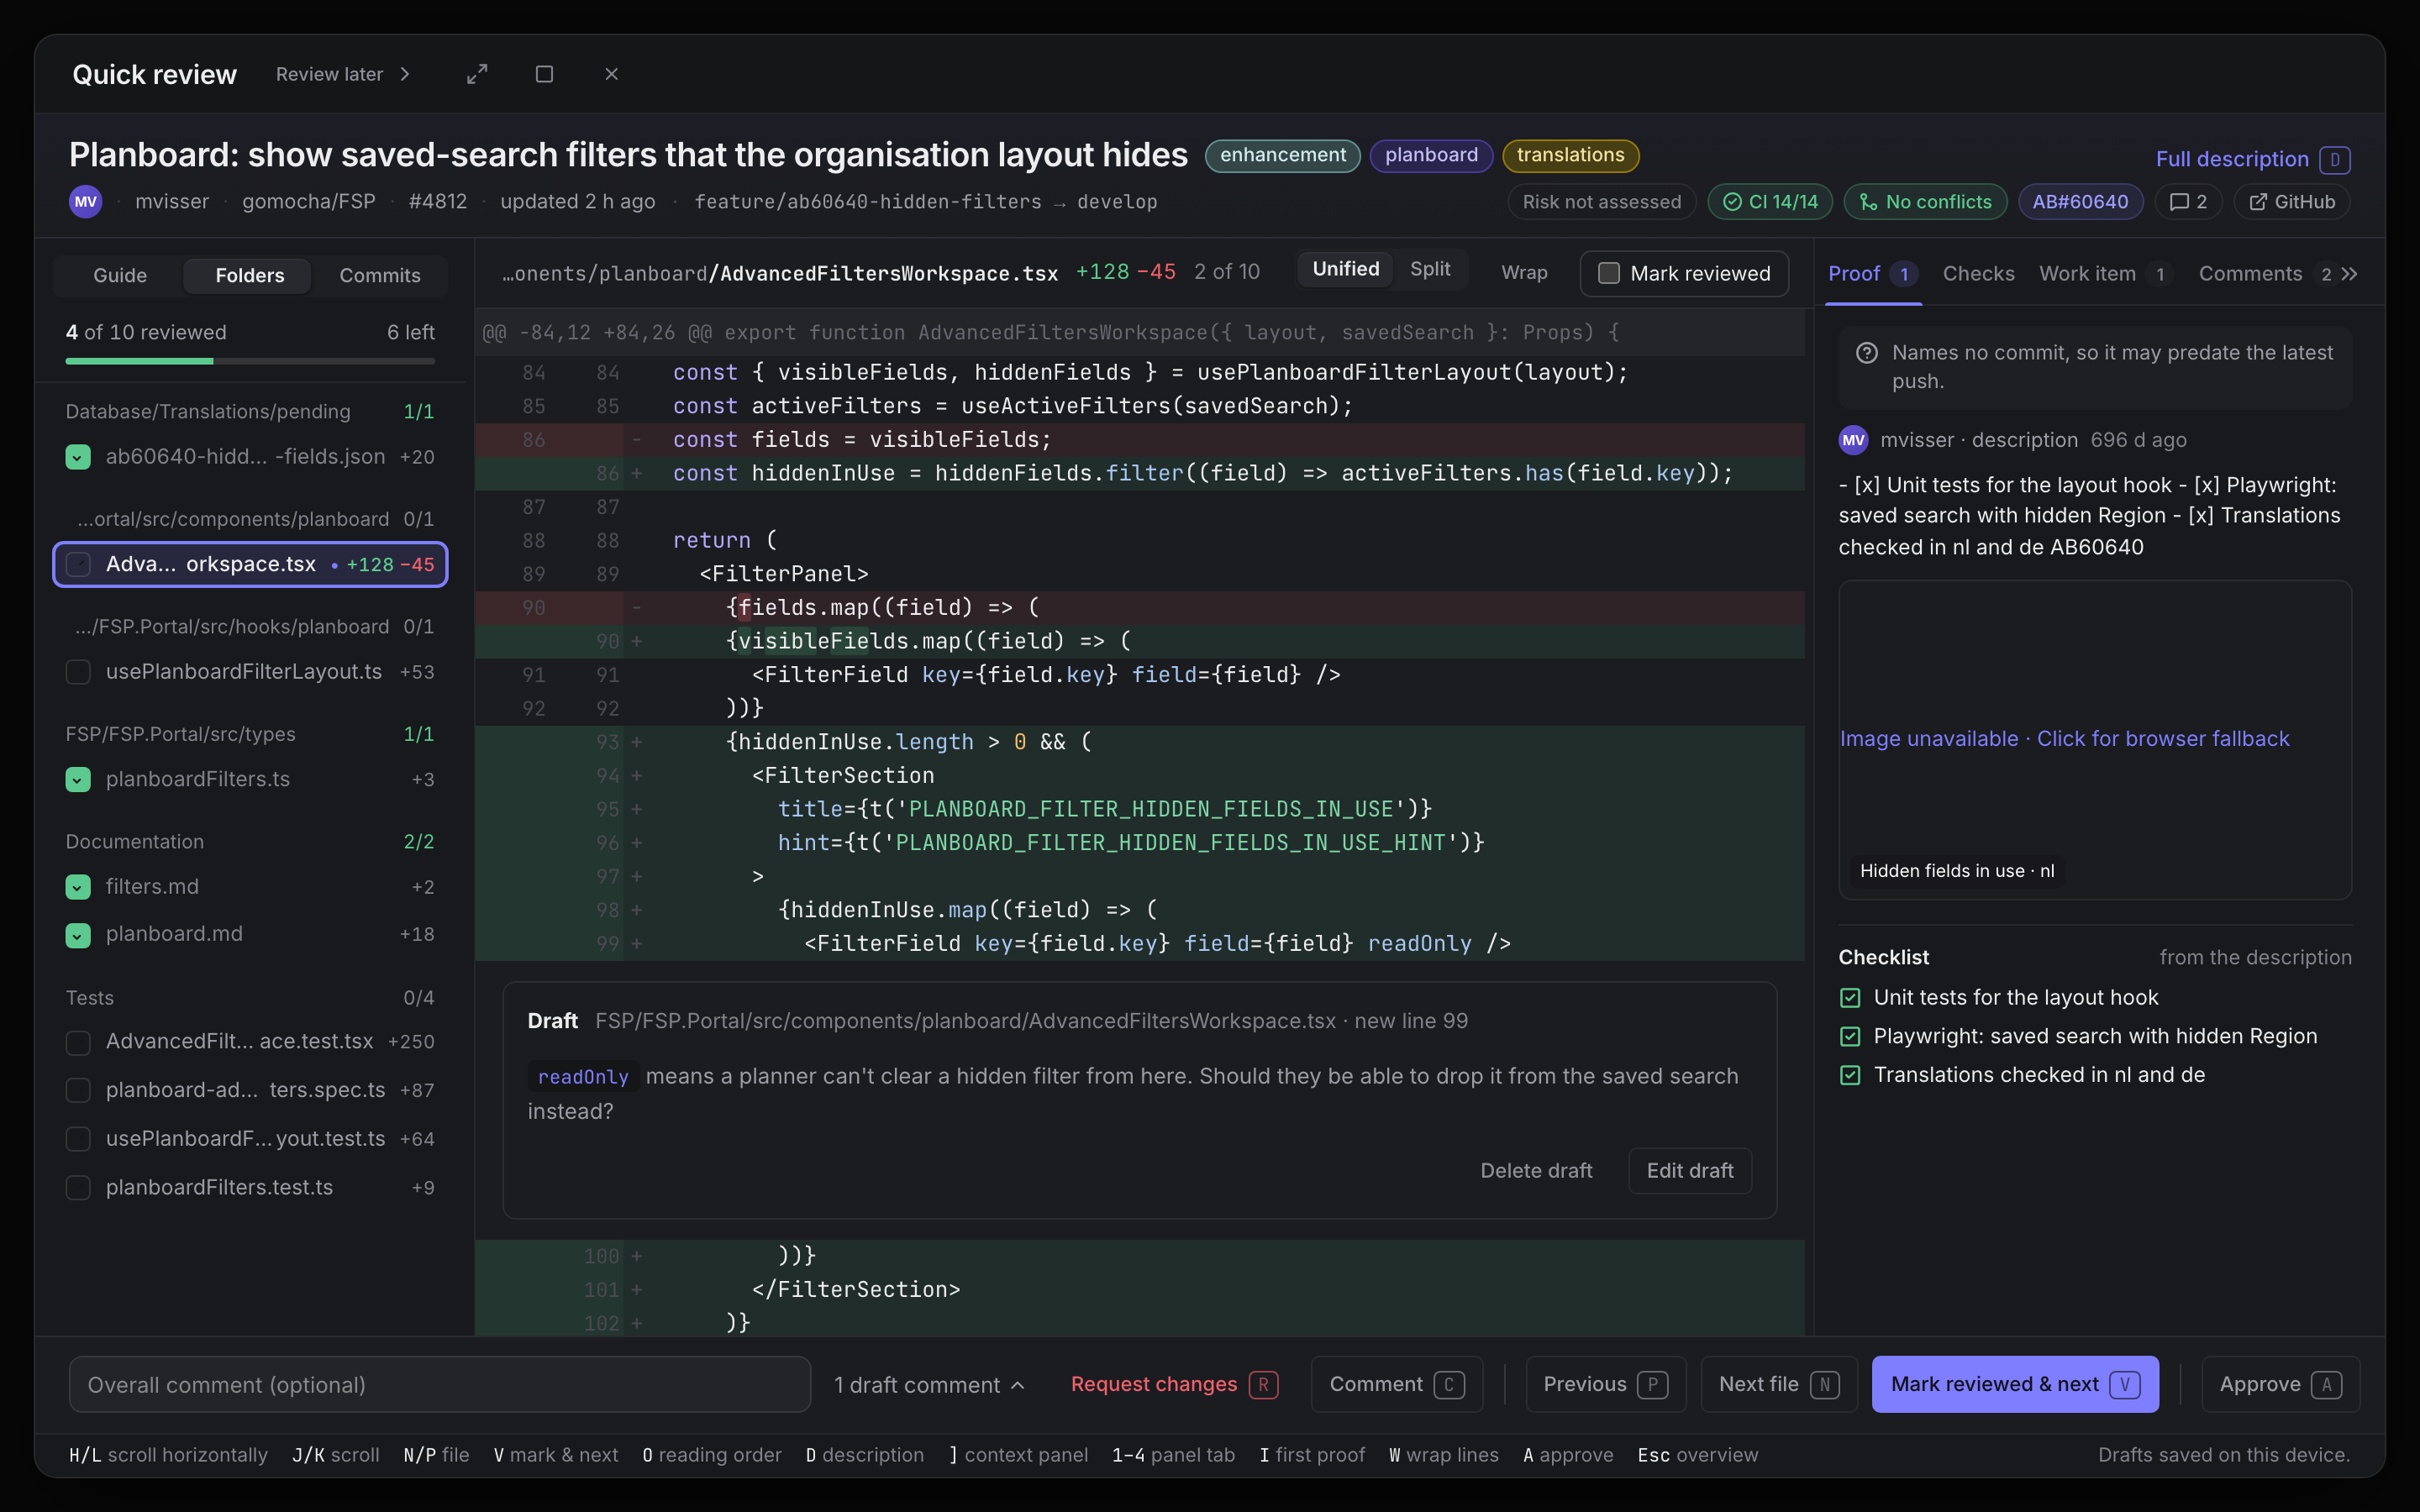 Quick review
Review later
Planboard: show saved-search filters that the organisation layout hides
enhancement planboard translations
Full description D
MV · mvisser · gomocha/FSP · #4812 · updated 2 h ago · feature/ab60640-hidden-filters → develop
Risk not assessed CI 14/14 No conflicts AB#60640 2 GitHub
Guide Folders Commits
4 of 10 reviewed 6 left
Database/Translations/pending 1/1
ab60640-hidd... -fields.json +20
...ortal/src/components/planboard 0/1
Adva... orkspace.tsx • +128 −45
.../FSP.Portal/src/hooks/planboard 0/1
usePlanboardFilterLayout.ts +53
FSP/FSP.Portal/src/types 1/1
planboardFilters.ts +3
Documentation 2/2
filters.md +2
planboard.md +18
Tests 0/4
AdvancedFilt... ace.test.tsx +250
planboard-ad... ters.spec.ts +87
usePlanboardF... yout.test.ts +64
planboardFilters.test.ts +9
…onents/planboard/AdvancedFiltersWorkspace.tsx +128 −45 2 of 10
Unified Split Wrap Mark reviewed
@@ -84,12 +84,26 @@ export function AdvancedFiltersWorkspace({ layout, savedSearch }: Props) {
84 84 const { visibleFields, hiddenFields } = usePlanboardFilterLayout(layout);
85 85 const activeFilters = useActiveFilters(savedSearch);
86 - const fields = visibleFields;
86 + const hiddenInUse = hiddenFields.filter((field) => activeFilters.has(field.key));
87 87
88 88 return (
89 89 <FilterPanel>
90 - {fields.map((field) => (
90 + {visibleFields.map((field) => (
91 91 <FilterField key={field.key} field={field} />
92 92 ))}
93 + {hiddenInUse.length > 0 && (
94 + <FilterSection
95 + title={t('PLANBOARD_FILTER_HIDDEN_FIELDS_IN_USE')}
96 + hint={t('PLANBOARD_FILTER_HIDDEN_FIELDS_IN_USE_HINT')}
97 + >
98 + {hiddenInUse.map((field) => (
99 + <FilterField key={field.key} field={field} readOnly />
Draft FSP/FSP.Portal/src/components/planboard/AdvancedFiltersWorkspace.tsx · new line 99
readOnly means a planner can't clear a hidden filter from here. Should they be able to drop it from the saved search
instead?
Delete draft Edit draft
100 + ))}
101 + </FilterSection>
102 + )}
Proof 1 Checks Work item 1 Comments 2
Names no commit, so it may predate the latest
push.
MV mvisser · description 696 d ago
- [x] Unit tests for the layout hook - [x] Playwright:
saved search with hidden Region - [x] Translations
checked in nl and de AB60640
Image unavailable · Click for browser fallback
Hidden fields in use · nl
Checklist from the description
Unit tests for the layout hook
Playwright: saved search with hidden Region
Translations checked in nl and de
Overall comment (optional)
1 draft comment
Request changes R
Comment C
Previous P
Next file N
Mark reviewed & next V
Approve A
H/L scroll horizontally J/K scroll N/P file V mark & next O reading order D description ] context panel 1–4 panel tab I first proof W wrap lines A approve Esc overview
Drafts saved on this device.